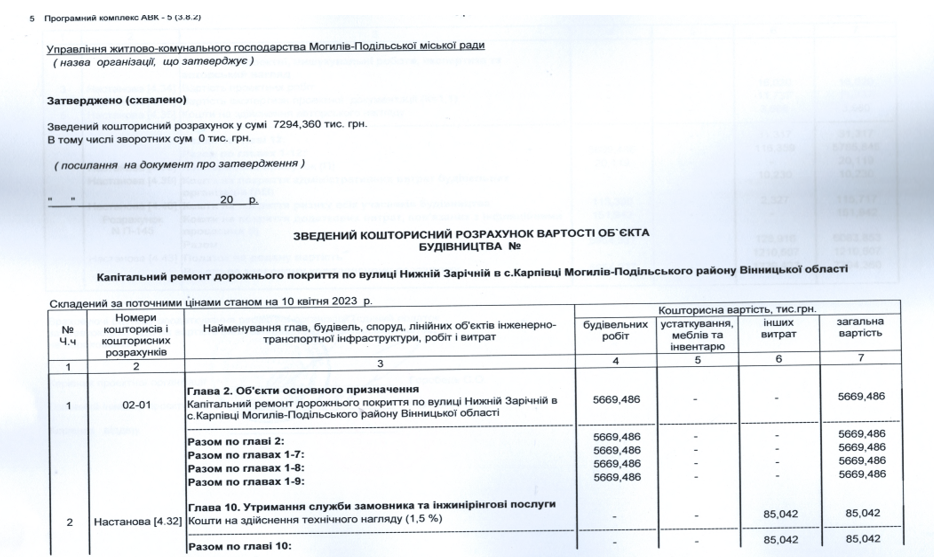 5 Програмний комплекс АВК - 5 (3.8.2)
Управління житлово-комунального господарства Могилів-Подільської міської ради
( назва організації, що затверджує )
Затверджено (схвалено)
Зведений кошторисний розрахунок у сумі 7294,360 тис. грн.
В тому числі зворотних сум 0 тис. грн.
( посилання на документ про затвердження )
" " 20 р.
ЗВЕДЕНИЙ КОШТОРИСНИЙ РОЗРАХУНОК ВАРТОСТІ ОБ`ЄКТА
БУДІВНИЦТВА №
Капітальний ремонт дорожнього покриття по вулиці Нижній Зарічній в с.Карпівці Могилів-Подільського району Вінницької області
Складений за поточними цінами станом на 10 квітня 2023 р.
№ Ч.ч
Номери кошторисів і кошторисних розрахунків
Найменування глав, будівель, споруд, лінійних об'єктів інженерно-
транспортної інфраструктури, робіт і витрат
Кошторисна вартість, тис.грн.
будівельних робіт
устаткування, меблів та інвентарю
інших витрат
загальна вартість
1 2 3 4 5 6 7
Глава 2. Об'єкти основного призначення
1 02-01 Капітальний ремонт дорожнього покриття по вулиці Нижній Зарічній в 5669,486 - - 5669,486
с.Карпівці Могилів-Подільського району Вінницької області
Разом по главі 2: 5669,486 - - 5669,486
Разом по главах 1-7: 5669,486 - - 5669,486
Разом по главах 1-8: 5669,486 - - 5669,486
Разом по главах 1-9: 5669,486 - - 5669,486
Глава 10. Утримання служби замовника та інжинірінгові послуги
2 Настанова [4.32] Кошти на здійснення технічного нагляду (1,5 %) - - 85,042 85,042
Разом по главі 10: - - 85,042 85,042